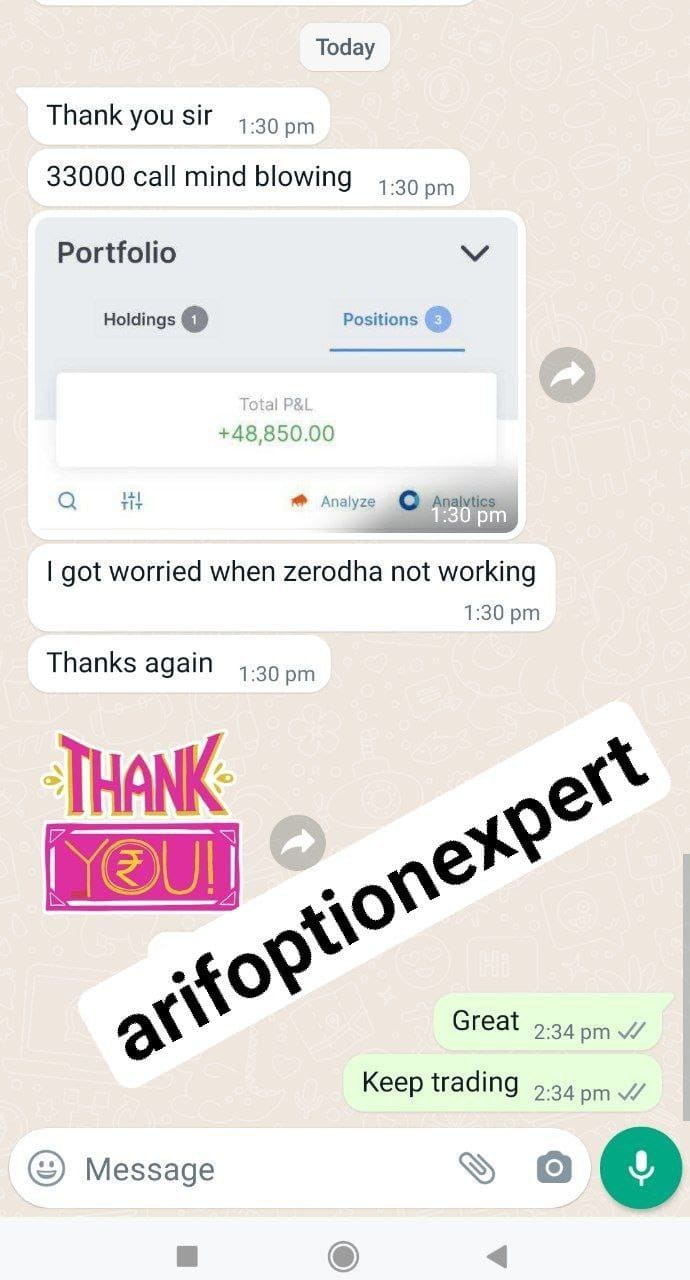 Today
Thank you sir 1:30 pm
33000 call mind blowing 1:30 pm
Portfolio
Holdings 1 Positions 3
Total P&L
+48,850.00
Analyze Analytics
1:30 pm
I got worried when zerodha not working
1:30 pm
Thanks again 1:30 pm
THANK
YOU!
arifoptionexpert
Great 2:34 pm
Keep trading 2:34 pm
Message